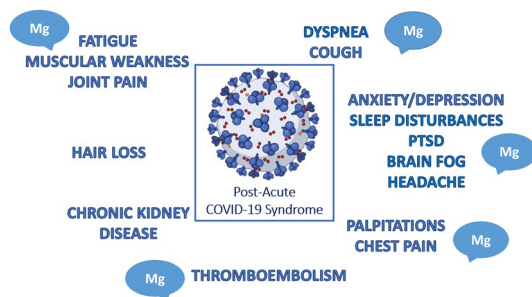 Mg
FATIGUE
MUSCULAR WEAKNESS
JOINT PAIN
DYSPNEA
COUGH
Mg
HAIR LOSS
Post-Acute
COVID-19 Syndrome
ANXIETY/DEPRESSION
SLEEP DISTURBANCES
PTSD
BRAIN FOG
HEADACHE
Mg
CHRONIC KIDNEY
DISEASE
PALPITATIONS
CHEST PAIN
Mg
Mg
THROMBOEMBOLISM